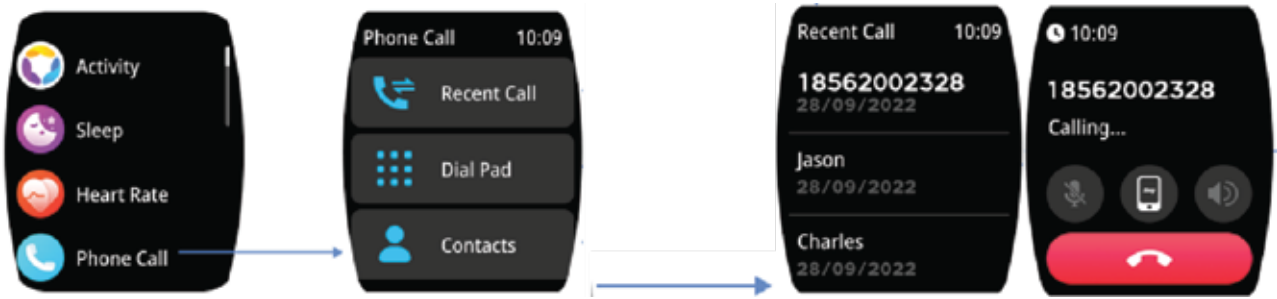 Activity
Sleep
Heart Rate
Phone Call
Phone Call 10:09
Recent Call
Dial Pad
Contacts
Recent Call 10:09
18562002328
28/09/2022
Jason
28/09/2022
Charles
28/09/2022
10:09
18562002328
Calling...